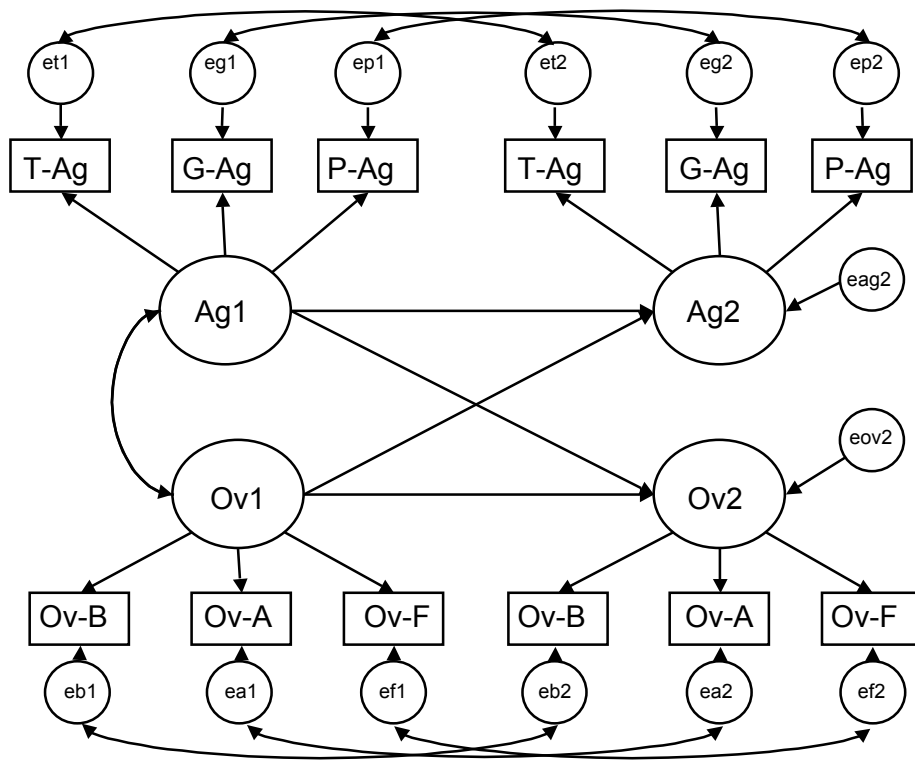 et1 eg1 ep1 et2 eg2 ep2
T-Ag G-Ag P-Ag T-Ag G-Ag P-Ag
Ag1 Ag2 eag2
eov2
Ov1 Ov2
Ov-B Ov-A Ov-F Ov-B Ov-A Ov-F
eb1 ea1 ef1 eb2 ea2 ef2